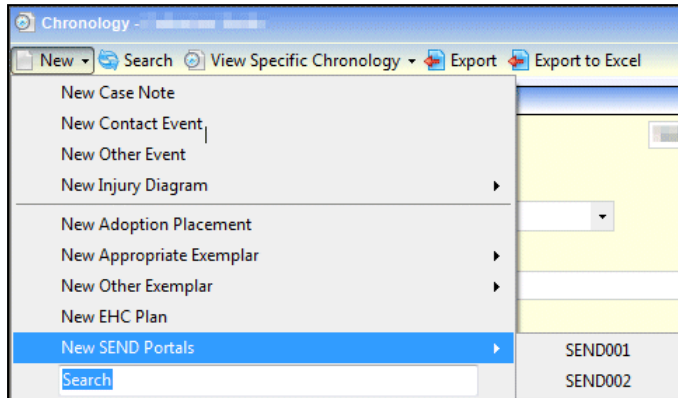 Chronology -
New Search View Specific Chronology Export Export to Excel
New Case Note
New Contact Event
New Other Event
New Injury Diagram
New Adoption Placement
New Appropriate Exemplar
New Other Exemplar
New EHC Plan
New SEND Portals SEND001
Search SEND002